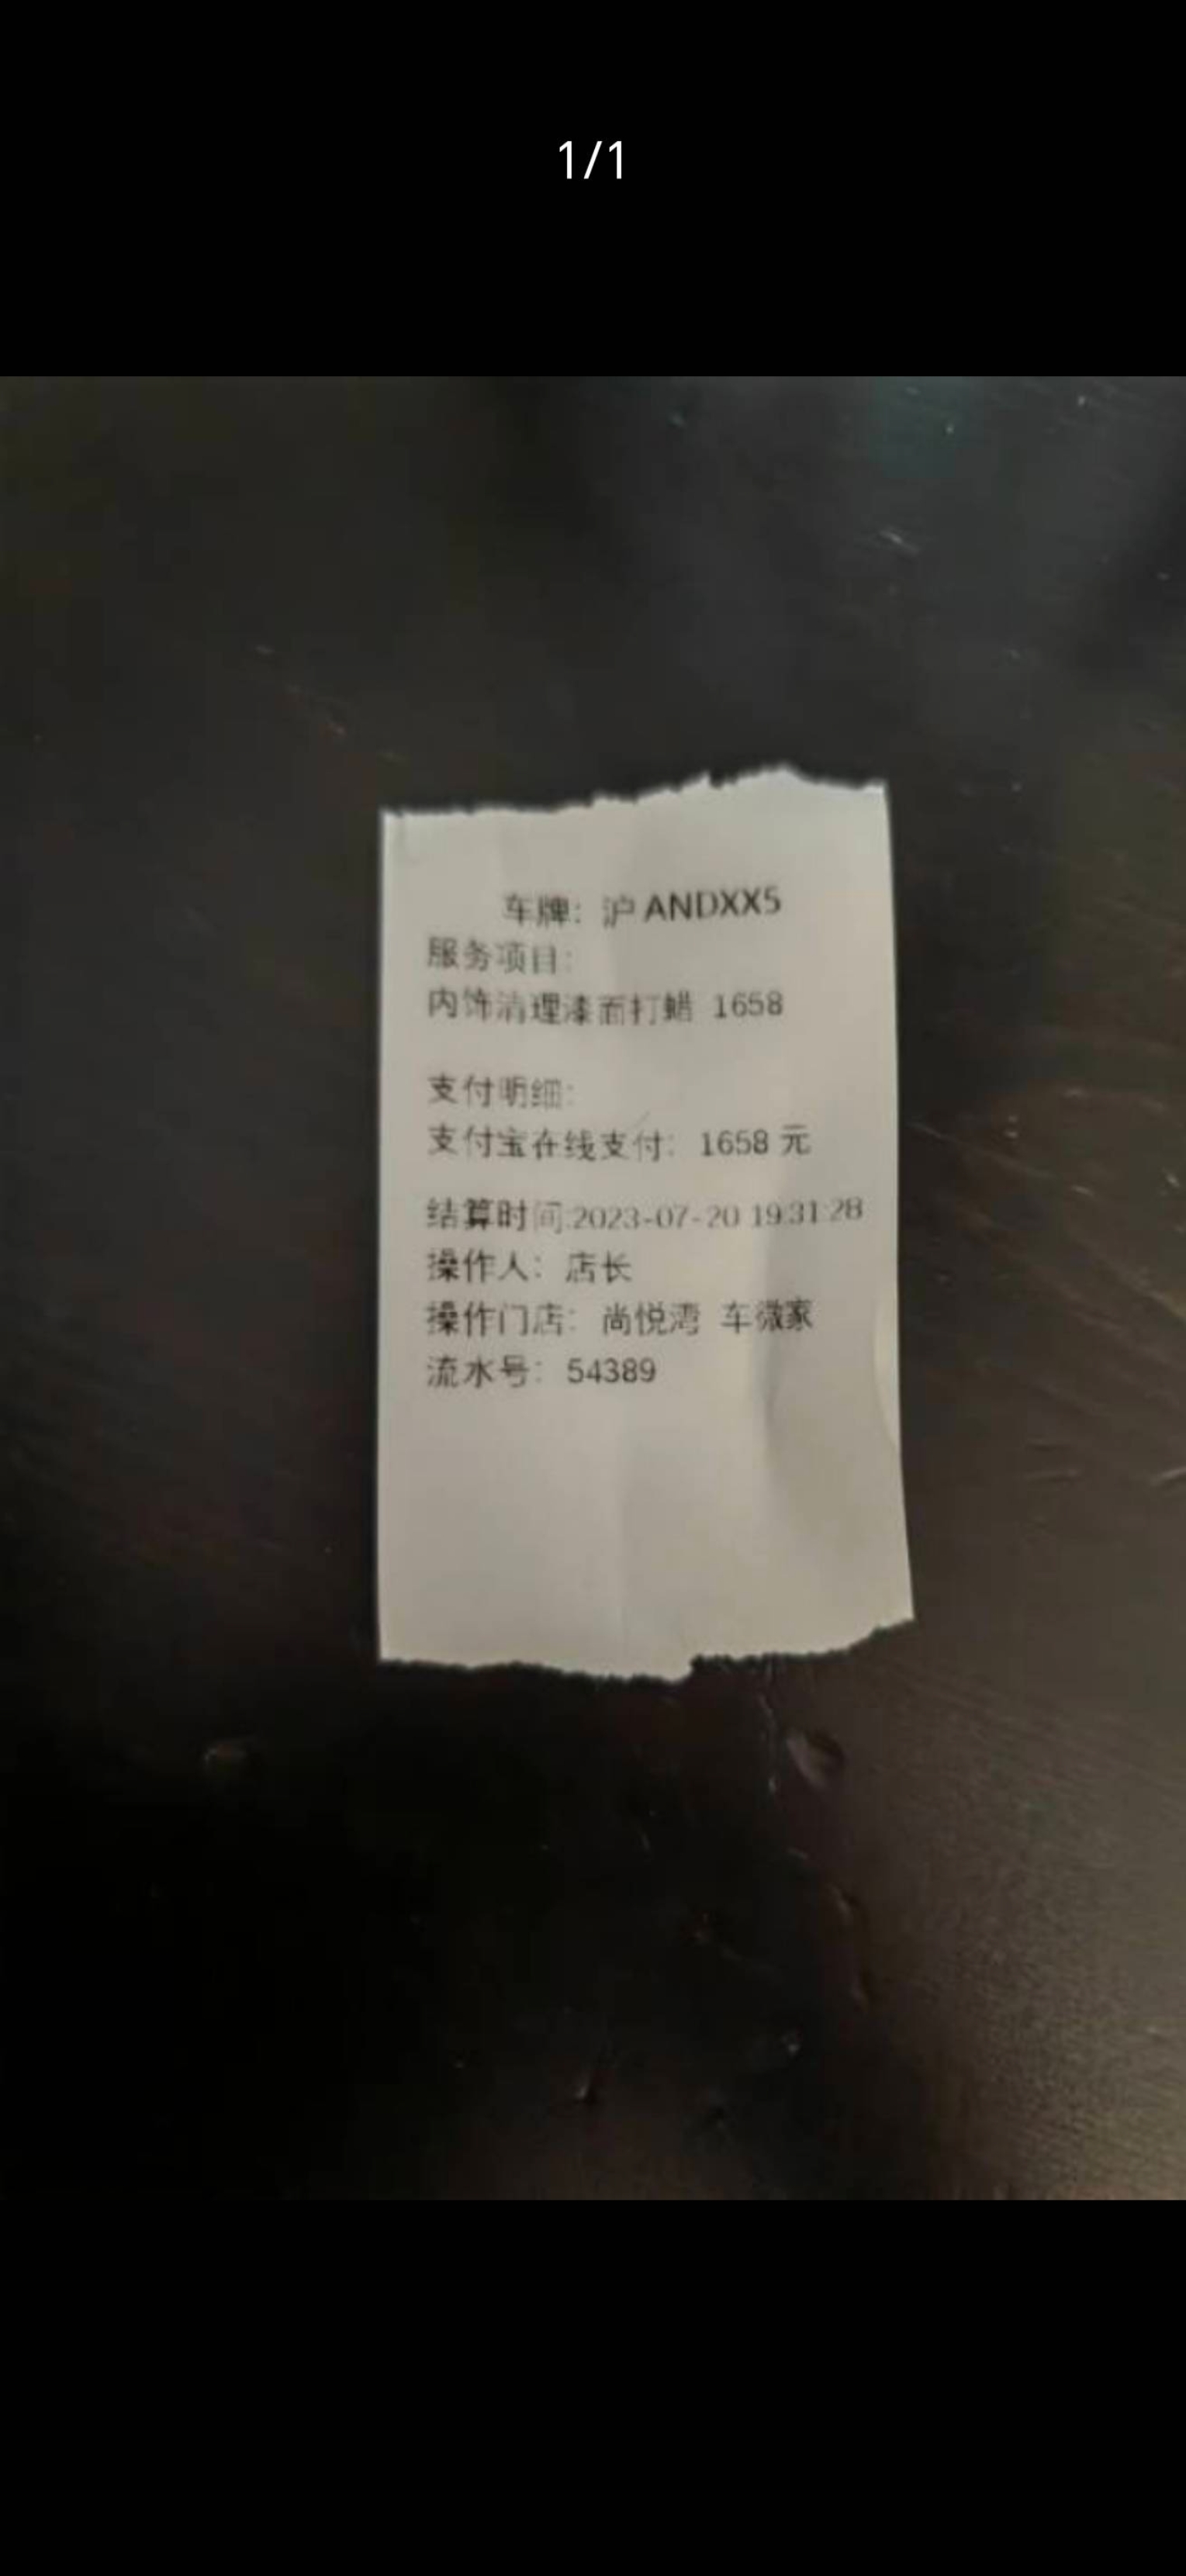 1/1
车牌：沪ANDXX5
服务项目：
内饰清理漆面打蜡 1658
支付明细：
支付宝在线支付：1658 元
结算时间:2023-07-20 19:31:28
操作人：店长
操作门店：尚悦湾 车微家
流水号：54389